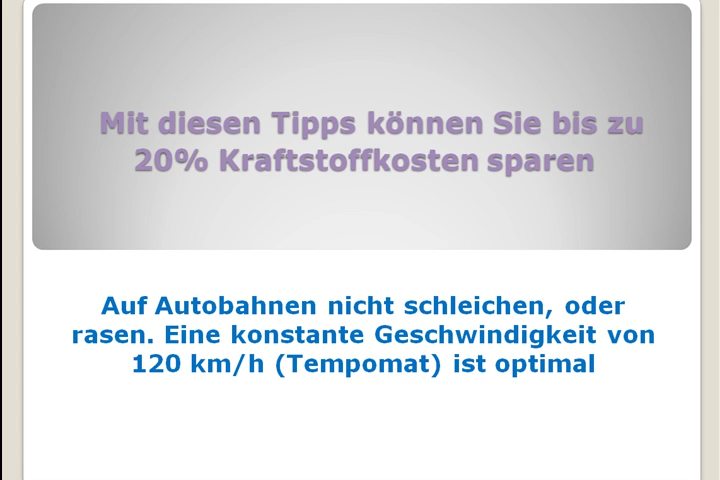 Mit diesen Tipps können Sie bis zu
20% Kraftstoffkosten sparen
Auf Autobahnen nicht schleichen, oder
rasen. Eine konstante Geschwindigkeit von
120 km/h (Tempomat) ist optimal